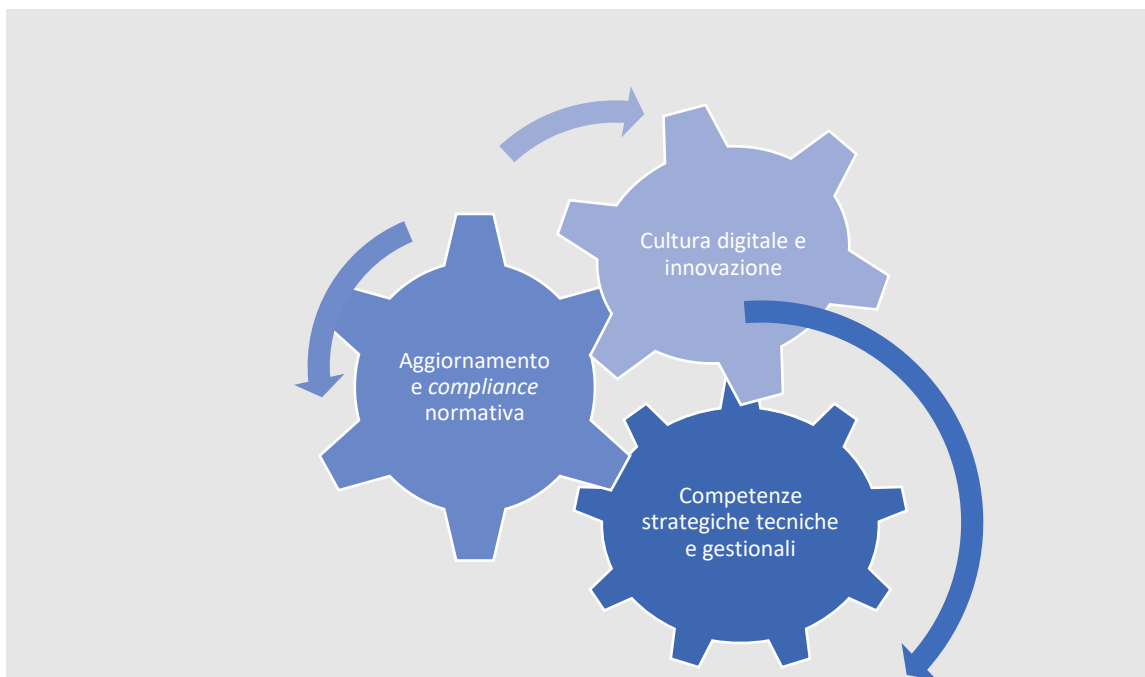 Cultura digitale e
innovazione
Aggiornamento
e compliance
normativa
Competenze
strategiche tecniche
e gestionali